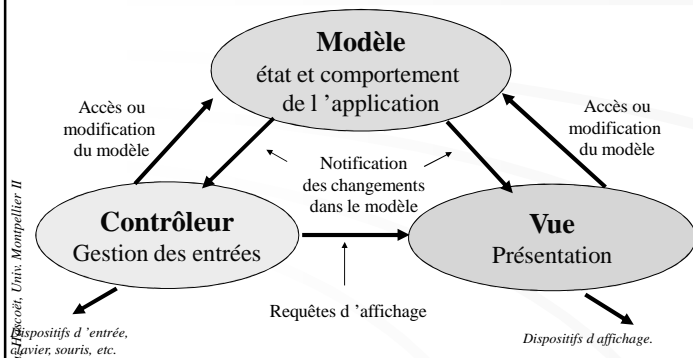 Modèle
état et comportement
de l ’application
Accès ou
modification
du modèle
Accès ou
modification
du modèle
Notification
des changements
dans le modèle
Contrôleur
Gestion des entrées
Vue
Présentation
Requêtes d ’affichage
Dispositifs d ’entrée,
clavier, souris, etc.
Dispositifs d affichage.
Univ. Montpellier II